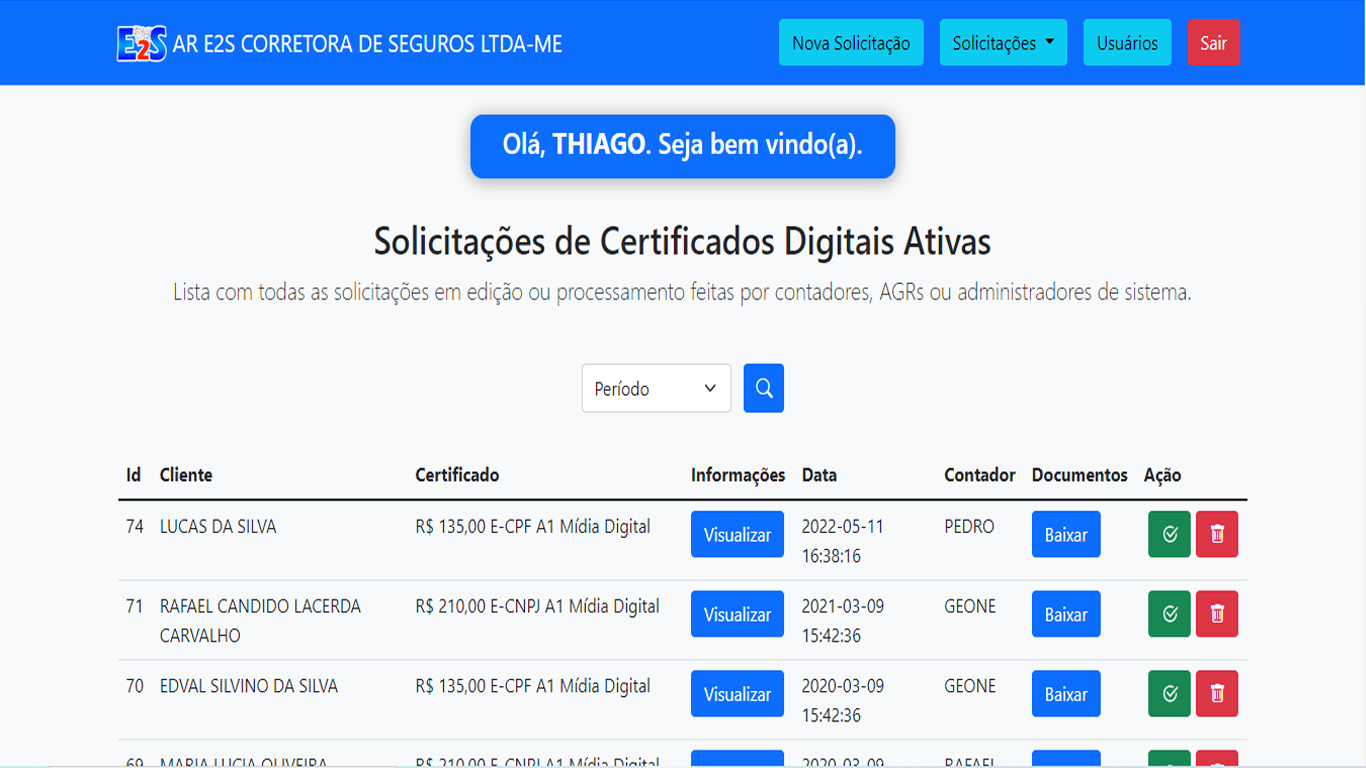 E2S AR E2S CORRETORA DE SEGUROS LTDA-ME
Nova Solicitação Solicitações Usuários Sair
Olá, THIAGO. Seja bem vindo(a).
Solicitações de Certificados Digitais Ativas
Lista com todas as solicitações em edição ou processamento feitas por contadores, AGRs ou administradores de sistema.
Período
Id Cliente Certificado Informações Data Contador Documentos Ação
74 LUCAS DA SILVA R$ 135,00 E-CPF A1 Mídia Digital Visualizar 2022-05-11 PEDRO Baixar
16:38:16
71 RAFAEL CANDIDO LACERDA R$ 210,00 E-CNPJ A1 Mídia Digital Visualizar 2021-03-09 GEONE Baixar
CARVALHO 15:42:36
70 EDVAL SILVINO DA SILVA R$ 135,00 E-CPF A1 Mídia Digital Visualizar 2020-03-09 GEONE Baixar
15:42:36
69 MARIA LUCIA OLIVEIRA R$ 210,00 E-CNPJ A1 Mídia Digital 2020-03-09 RAFAEL